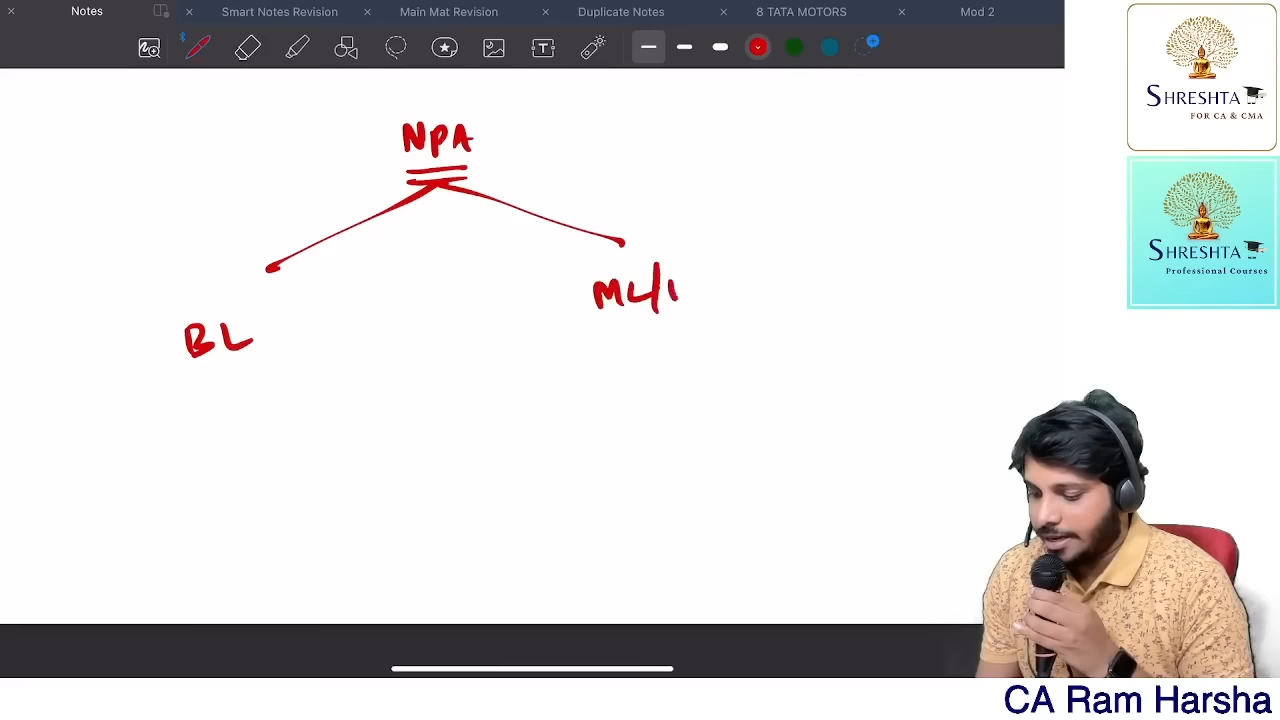 Notes
Smart Notes Revision
Main Mat Revision
Duplicate Notes
8 TATA MOTORS
Mod 2
NPA
BL
ML/I
SHRESHTA
FOR CA & CMA
SHRESHTA
Professional Courses
CA Ram Harsha